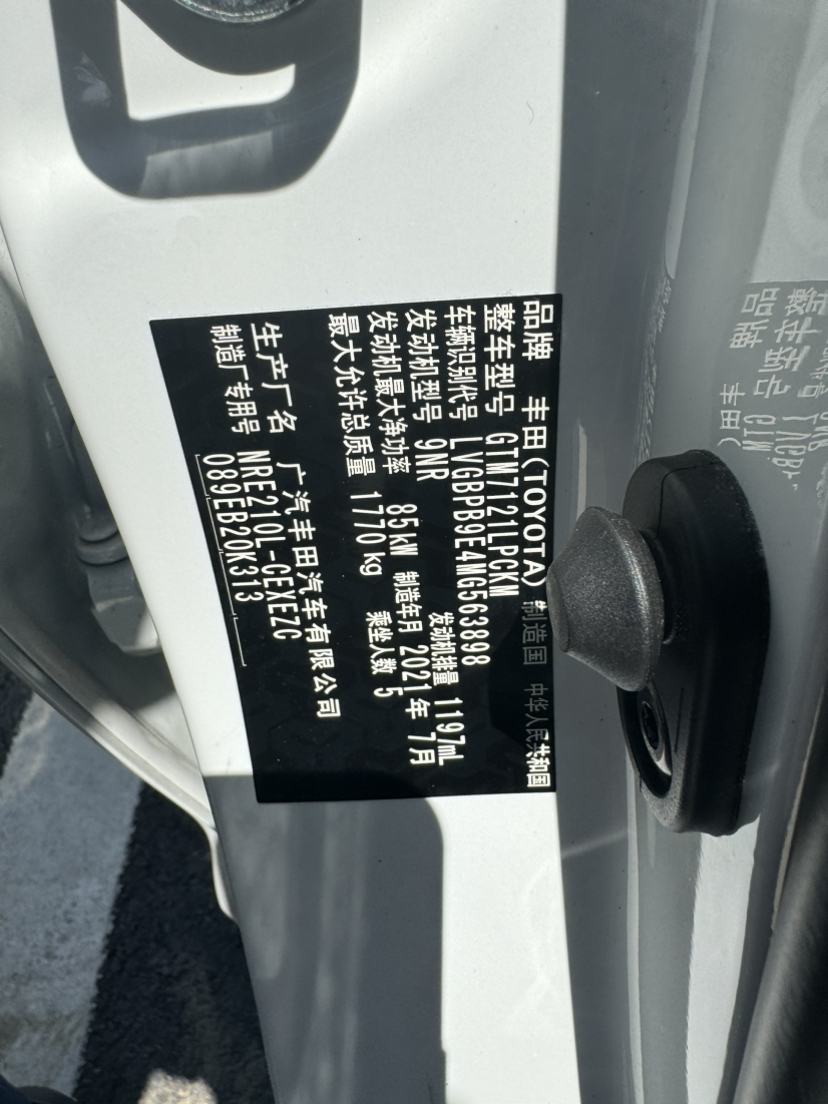 品牌 丰田(TOYOTA) 制造国 中华人民共和国
整车型号 GTM7121LPCKM
车辆识别代号 LVGBPB9E4MG563898
发动机型号 9NR 发动机排量 1197mL
发动机最大净功率 85kW 制造年月 2021年 7月
最大允许总质量 1770kg 乘坐人数 5
生产厂名 广汽丰田汽车有限公司
制造厂专用号 NRE210L-CEXEZC
089EB20K313